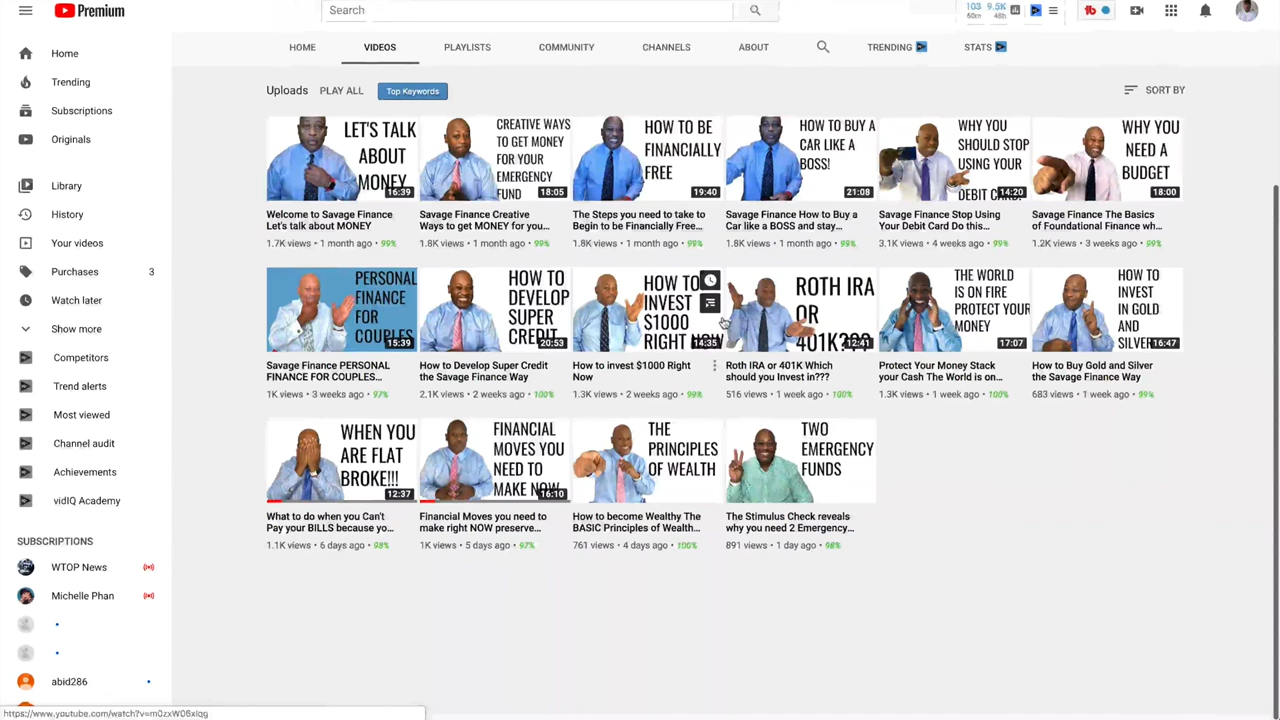 Premium
Search
103
9.5K
60m
48h
Home
Trending
Subscriptions
Originals
Library
History
Your videos
Purchases 3
Watch later
Show more
Competitors
Trend alerts
Most viewed
Channel audit
Achievements
vidIQ Academy
SUBSCRIPTIONS
WTOP News
Michelle Phan
abid286
HOME VIDEOS PLAYLISTS COMMUNITY CHANNELS ABOUT TRENDING STATS
Uploads PLAY ALL Top Keywords SORT BY
LET'S TALK
ABOUT
MONEY
16:39
Welcome to Savage Finance
Let's talk about MONEY
1.7K views • 1 month ago • 99%
CREATIVE WAYS
TO GET MONEY
FOR YOUR
EMERGENCY
FUND
18:05
Savage Finance Creative
Ways to get MONEY for you...
1.8K views • 1 month ago • 99%
HOW TO BE
FINANCIALLY
FREE
19:40
The Steps you need to take to
Begin to be Financially Free...
1.8K views • 1 month ago • 99%
HOW TO BUY A
CAR LIKE A
BOSS!
21:08
Savage Finance How to Buy a
Car like a BOSS and stay...
1.8K views • 1 month ago • 99%
WHY YOU
SHOULD STOP
USING YOUR
DEBIT CARD
14:20
Savage Finance Stop Using
Your Debit Card Do this...
3.1K views • 4 weeks ago • 99%
WHY YOU
NEED A
BUDGET
18:00
Savage Finance The Basics
of Foundational Finance wh...
1.2K views • 3 weeks ago • 99%
PERSONAL
FINANCE
FOR
COUPLES
15:39
Savage Finance PERSONAL
FINANCE FOR COUPLES...
1K views • 3 weeks ago • 97%
HOW TO
DEVELOP
SUPER
CREDIT
20:53
How to Develop Super Credit
the Savage Finance Way
2.1K views • 2 weeks ago • 100%
HOW TO
INVEST
$1000
RIGHT NOW
14:35
How to invest $1000 Right
Now
1.3K views • 2 weeks ago • 99%
ROTH IRA
OR
401K???
12:41
Roth IRA or 401K Which
should you Invest in???
516 views • 1 week ago • 100%
THE WORLD
IS ON FIRE
PROTECT YOUR
MONEY
17:07
Protect Your Money Stack
your Cash The World is on...
1.3K views • 1 week ago • 100%
HOW TO
INVEST
IN GOLD
AND
SILVER
16:47
How to Buy Gold and Silver
the Savage Finance Way
683 views • 1 week ago • 99%
WHEN YOU
ARE FLAT
BROKE!!!
12:37
What to do when you Can't
Pay your BILLS because yo...
1.1K views • 6 days ago • 98%
FINANCIAL
MOVES YOU
NEED TO
MAKE NOW
16:10
Financial Moves you need to
make right NOW preserve...
1K views • 5 days ago • 97%
THE
PRINCIPLES
OF WEALTH
How to become Wealthy The
BASIC Principles of Wealth...
761 views • 4 days ago • 100%
TWO
EMERGENCY
FUNDS
The Stimulus Check reveals
why you need 2 Emergency...
891 views • 1 day ago • 98%